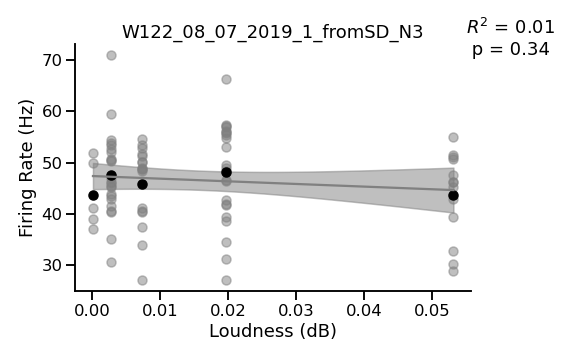 W122_08_07_2019_1_fromSD_N3
R² = 0.01
p = 0.34
Firing Rate (Hz)
70
60
50
40
30
0.00 0.01 0.02 0.03 0.04 0.05
Loudness (dB)